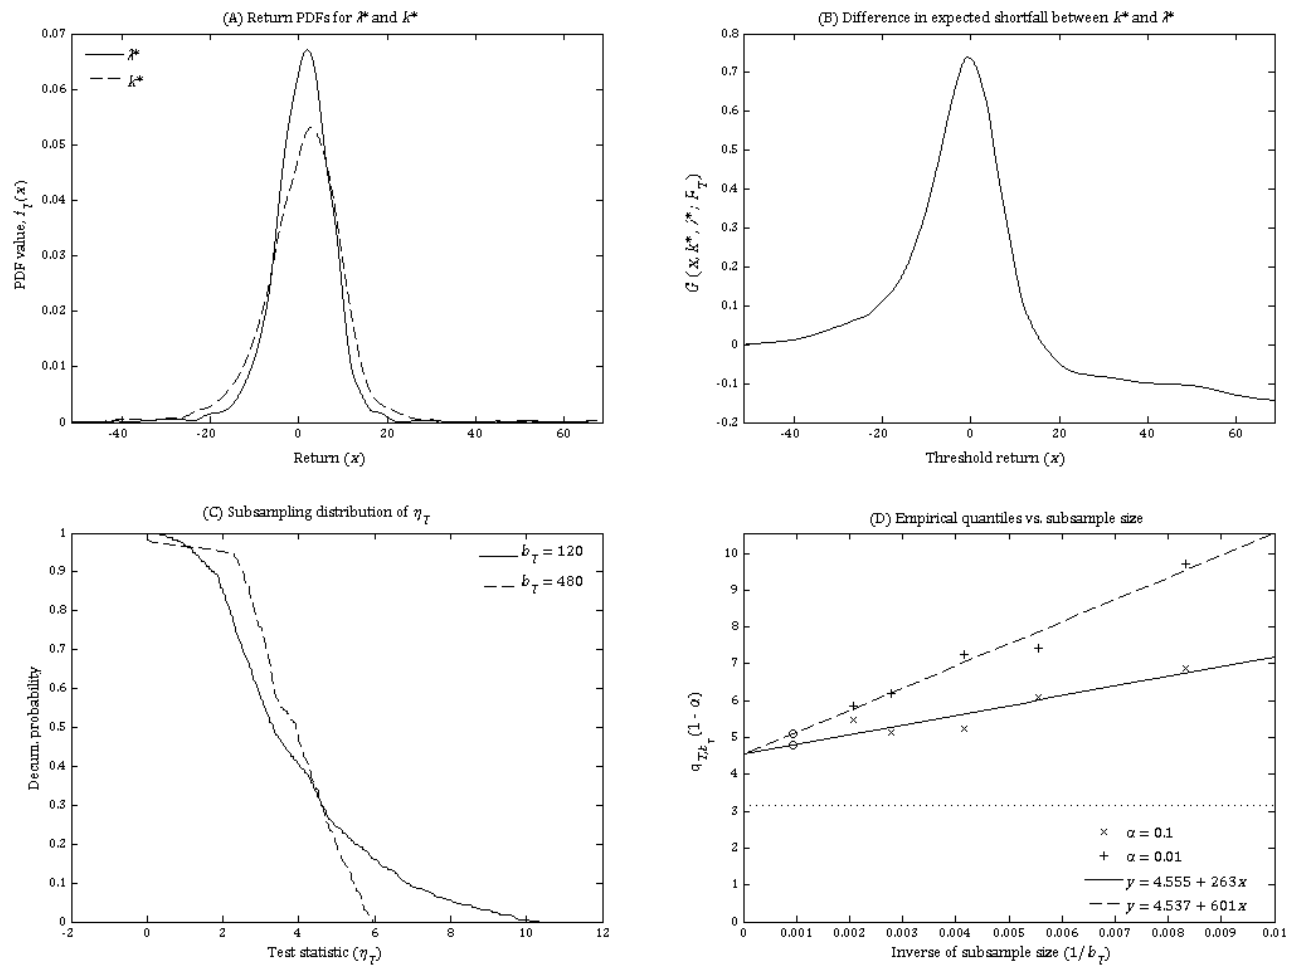 (A) Return PDFs for λ* and k*
0.07
0.06
0.05
0.04
0.03
0.02
0.01
0
-40 -20 0 20 40 60
λ*
k*
PDF value, f_T(x)
Return (x)
(B) Difference in expected shortfall between k* and λ*
0.8
0.7
0.6
0.5
0.4
0.3
0.2
0.1
0
-0.1
-0.2
-40 -20 0 20 40 60
G (x, k*, λ*; F_T)
Threshold return (x)
(C) Subsampling distribution of η_T
1
0.9
0.8
0.7
0.6
0.5
0.4
0.3
0.2
0.1
0
-2 0 2 4 6 8 10 12
b_T = 120
b_T = 480
Decum. probability
Test statistic (η_T)
(D) Empirical quantiles vs. subsample size
10
9
8
7
6
5
4
3
2
1
0
0 0.001 0.002 0.003 0.004 0.005 0.006 0.007 0.008 0.009 0.01
q_{T,b_T}(1 - α)
× α = 0.1
+ α = 0.01
y = 4.555 + 263x
y = 4.537 + 601x
Inverse of subsample size (1/b_T)